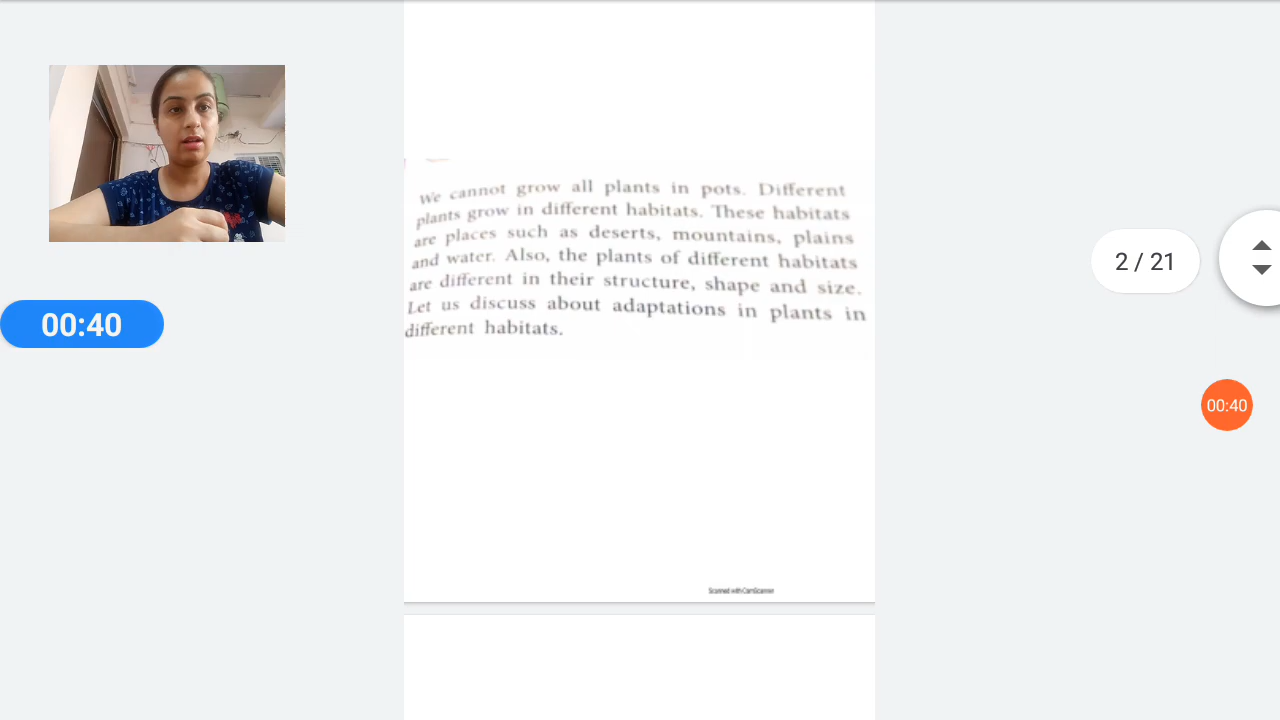 We cannot grow all plants in pots. Different
plants grow in different habitats. These habitats
are places such as deserts, mountains, plains
and water. Also, the plants of different habitats
are different in their structure, shape and size.
Let us discuss about adaptations in plants in
different habitats.
2 / 21
00:40
00:40
Scanned with CamScanner